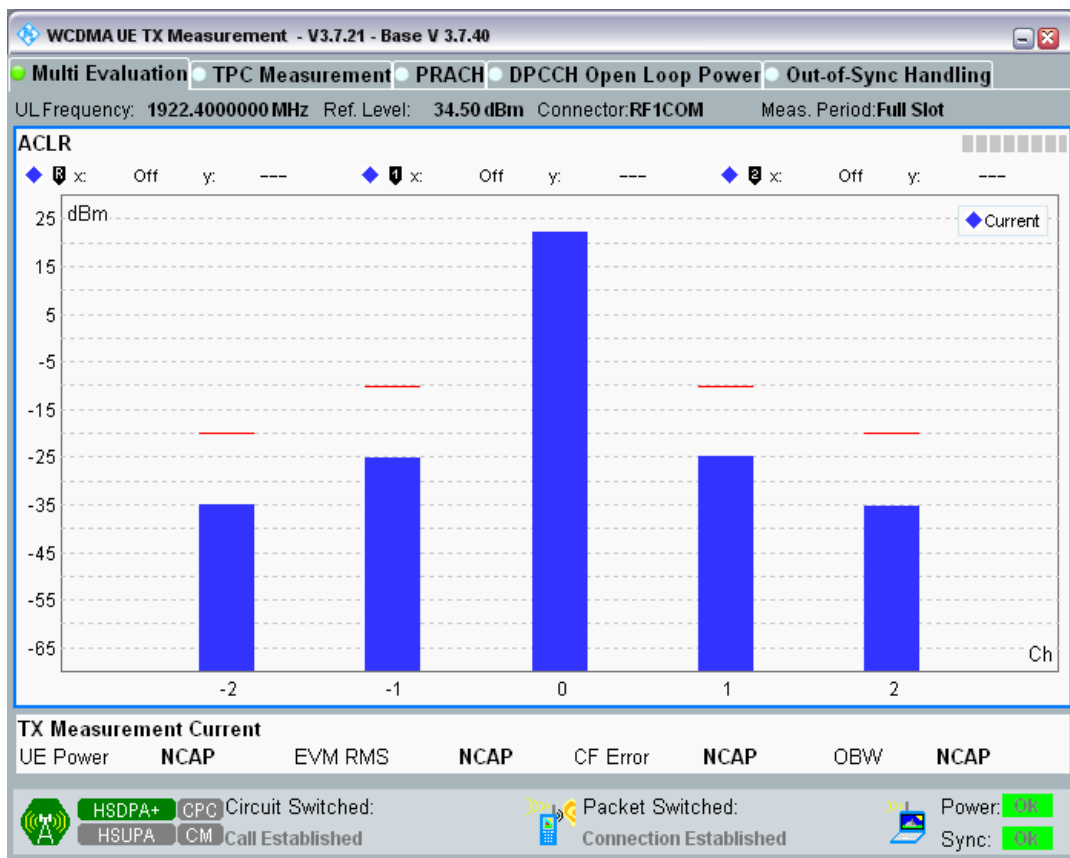 WCDMA UE TX Measurement - V3.7.21 - Base V 3.7.40
Multi Evaluation TPC Measurement PRACH DPCCH Open Loop Power Out-of-Sync Handling
UL Frequency: 1922.4000000 MHz Ref. Level: 34.50 dBm Connector:RF1COM Meas. Period:Full Slot
ACLR
R x: Off y: --- 1 x: Off y: --- 2 x: Off y: ---
dBm
Current
25
15
5
-5
-15
-25
-35
-45
-55
-65
Ch
-2 -1 0 1 2
TX Measurement Current
UE Power NCAP EVM RMS NCAP CF Error NCAP OBW NCAP
HSDPA+ CPC Circuit Switched: Packet Switched: Power: Ok
HSUPA CM Call Established Connection Established Sync: Ok